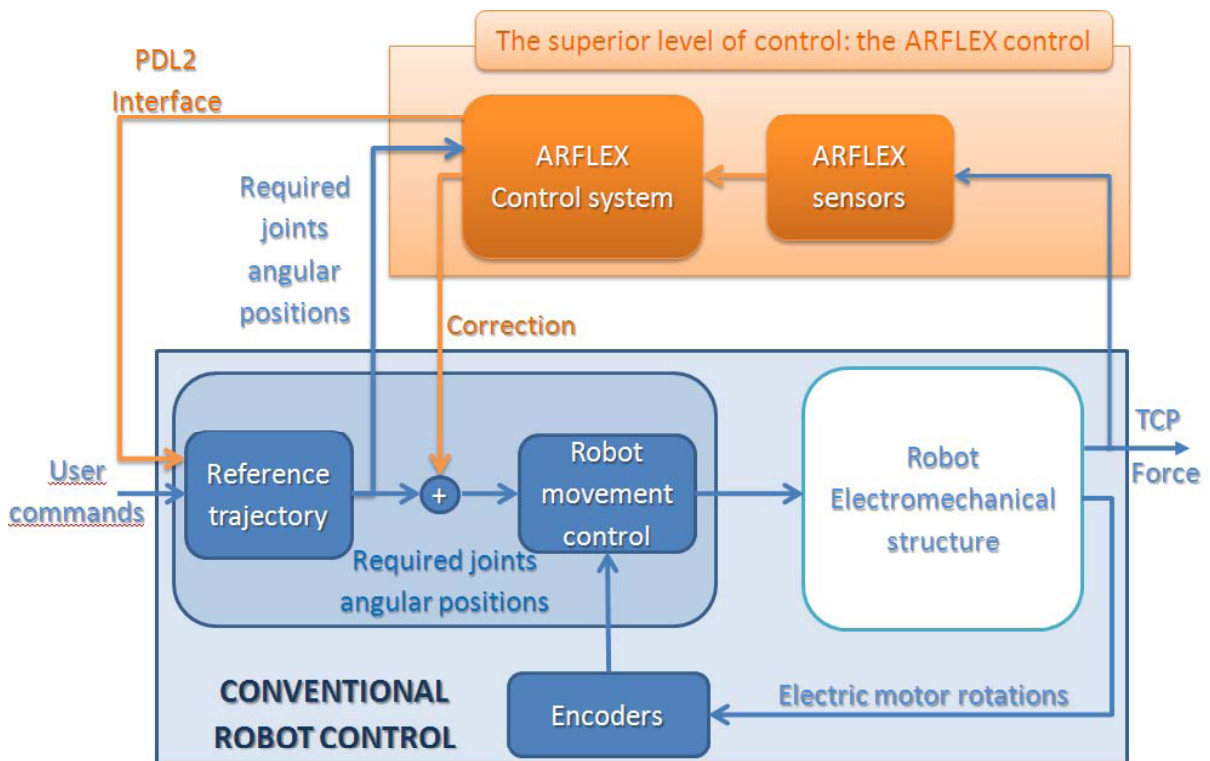 The superior level of control: the ARFLEX control
PDL2
Interface
ARFLEX
Control system
ARFLEX
sensors
Required
joints
angular
positions
Correction
User
commands
Reference
trajectory
+
Robot
movement
control
Required joints
angular positions
Robot
Electromechanical
structure
TCP
Force
CONVENTIONAL
ROBOT CONTROL
Encoders
Electric motor rotations